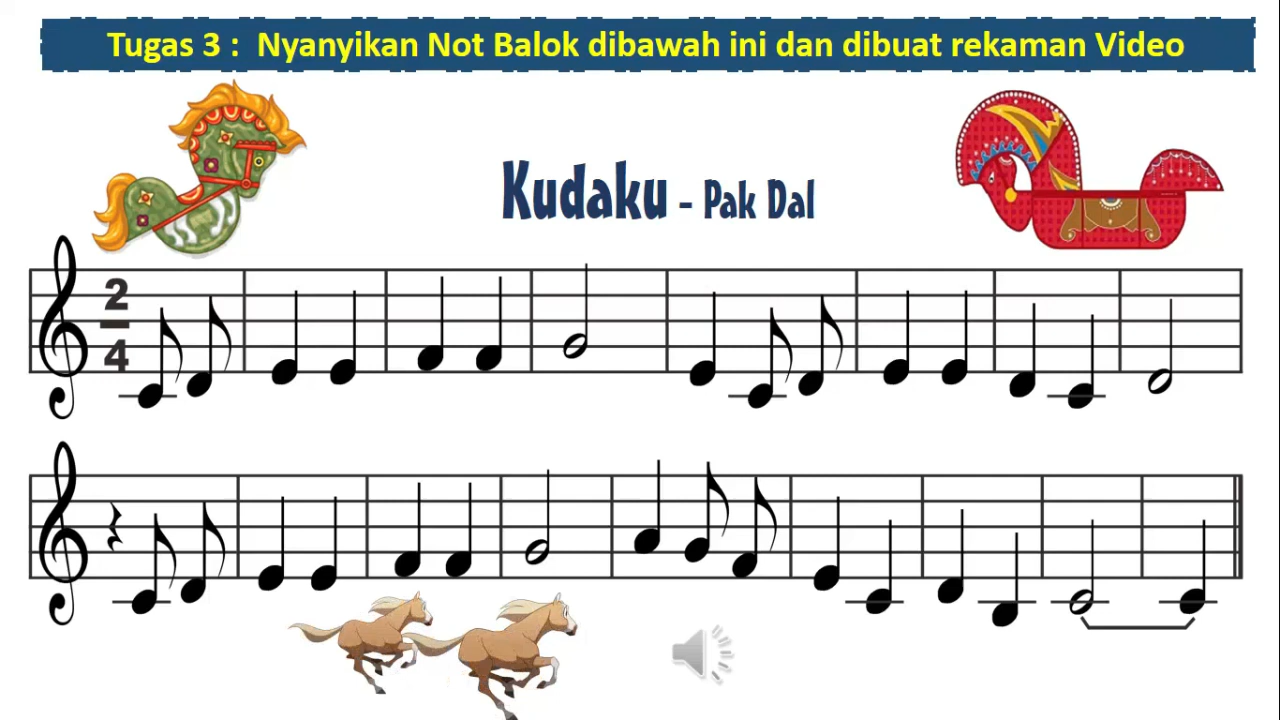 Tugas 3 : Nyanyikan Not Balok dibawah ini dan dibuat rekaman Video
Kudaku - Pak Dal
2
4